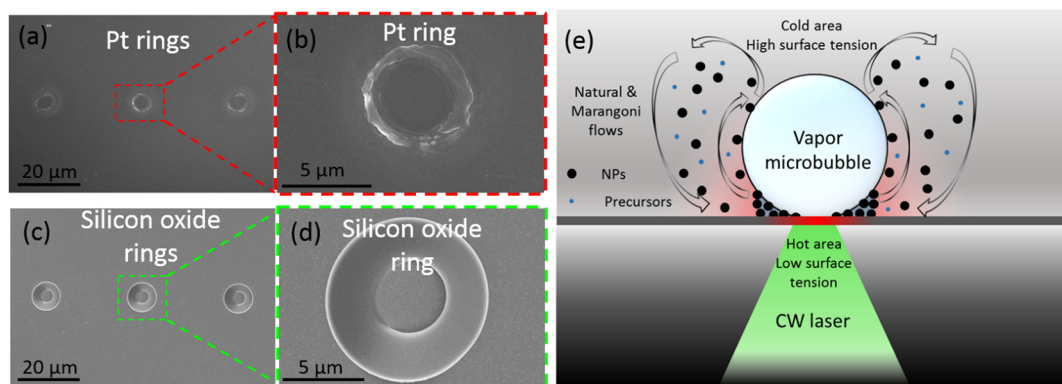 (a)
Pt rings
20 μm
(b)
Pt ring
5 μm
(c)
Silicon oxide
rings
20 μm
(d)
Silicon oxide
ring
5 μm
(e)
Cold area
High surface tension
Natural &
Marangoni
flows
NPs
Precursors
Vapor
microbubble
Hot area
Low surface
tension
CW laser